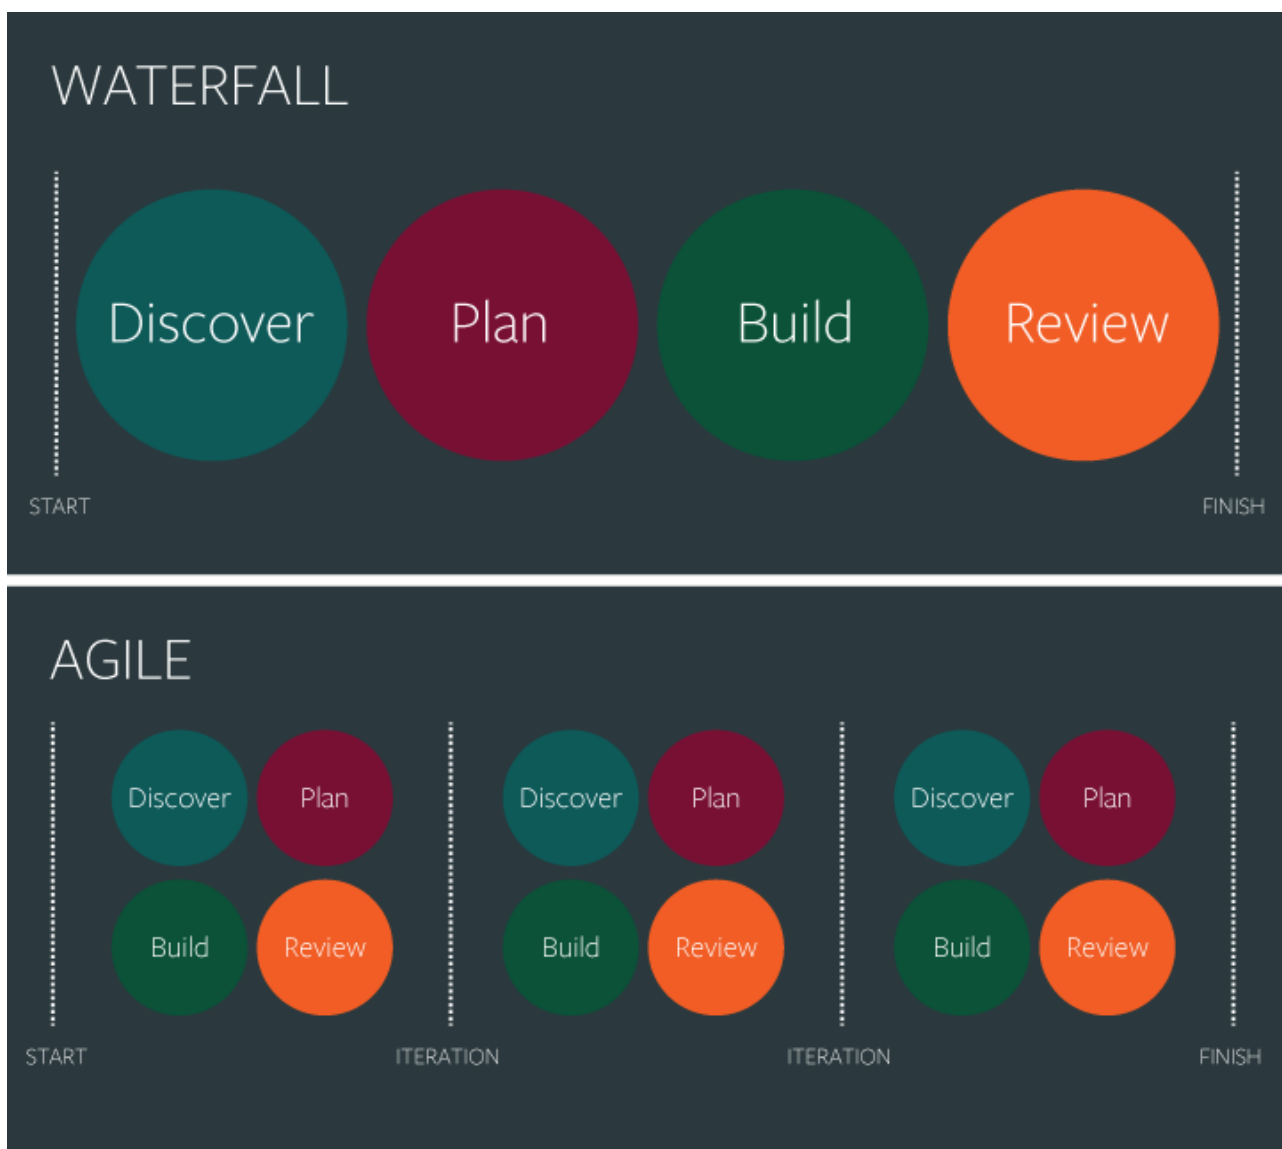 WATERFALL
Discover Plan Build Review
START FINISH
AGILE
Discover Plan Discover Plan Discover Plan
Build Review Build Review Build Review
START ITERATION ITERATION FINISH